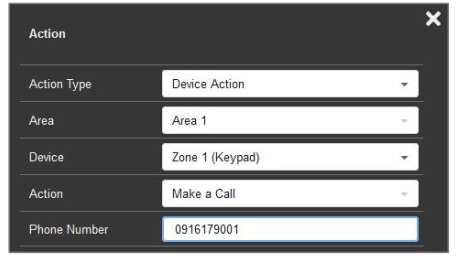 Action
Action Type Device Action
Area Area 1
Device Zone 1 (Keypad)
Action Make a Call
Phone Number 0916179001